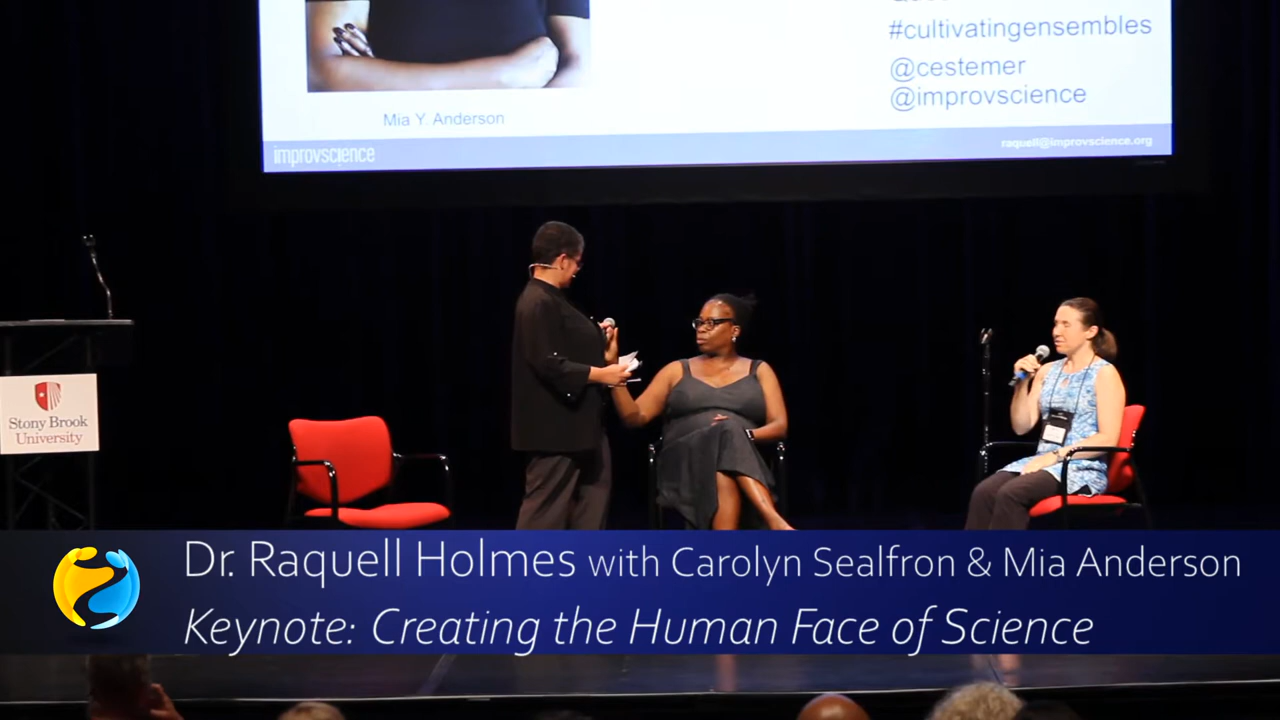 #cultivatingensembles
@cestemer
@improvscience
Mia Y. Anderson
improvscience
raquell@improvscience.org
Stony Brook
University
Dr. Raquell Holmes with Carolyn Sealfron & Mia Anderson
Keynote: Creating the Human Face of Science